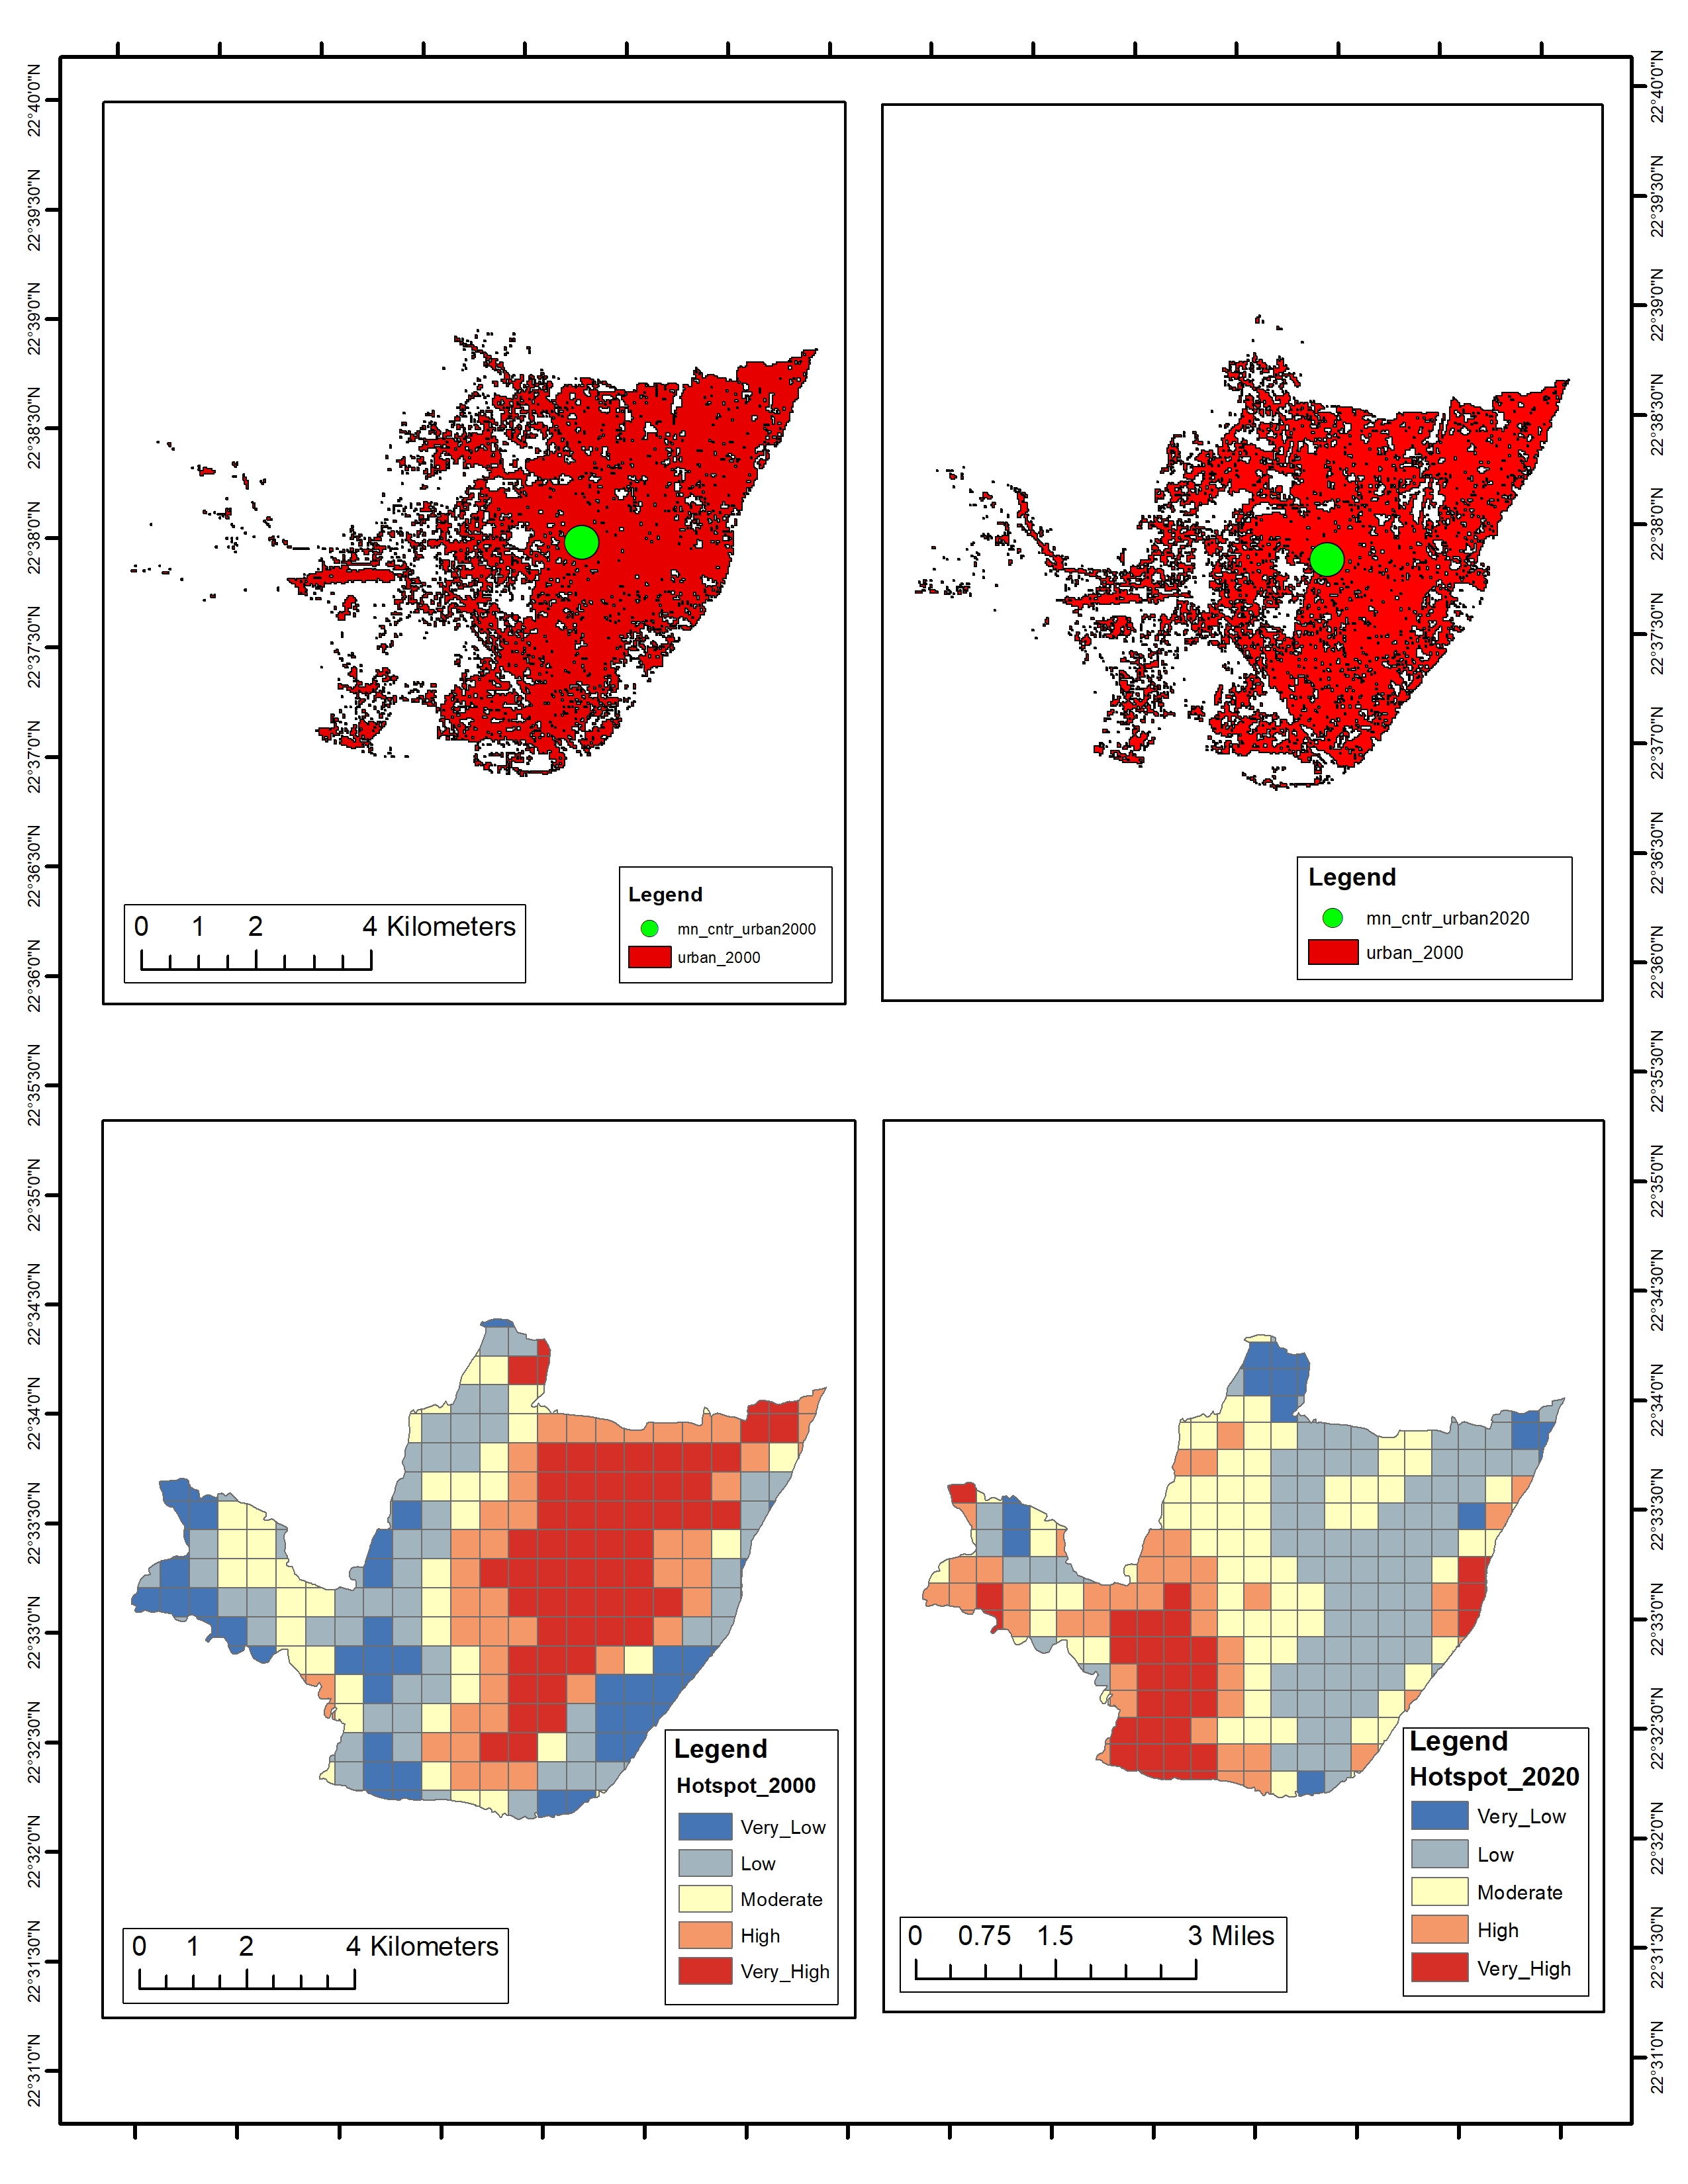 22°40'0"N
22°39'30"N
22°39'0"N
22°38'30"N
22°38'0"N
22°37'30"N
22°37'0"N
22°36'30"N
22°36'0"N
22°35'30"N
22°35'0"N
22°34'30"N
22°34'0"N
22°33'30"N
22°33'0"N
22°32'30"N
22°32'0"N
22°31'30"N
22°31'0"N
0 1 2 4 Kilometers
Legend
mn_cntr_urban2000
urban_2000
Legend
mn_cntr_urban2020
urban_2000
0 1 2 4 Kilometers
Legend
Hotspot_2000
Very_Low
Low
Moderate
High
Very_High
0 0.75 1.5 3 Miles
Legend
Hotspot_2020
Very_Low
Low
Moderate
High
Very_High
22°40'0"N
22°39'30"N
22°39'0"N
22°38'30"N
22°38'0"N
22°37'30"N
22°37'0"N
22°36'30"N
22°36'0"N
22°35'30"N
22°35'0"N
22°34'30"N
22°34'0"N
22°33'30"N
22°33'0"N
22°32'30"N
22°32'0"N
22°31'30"N
22°31'0"N